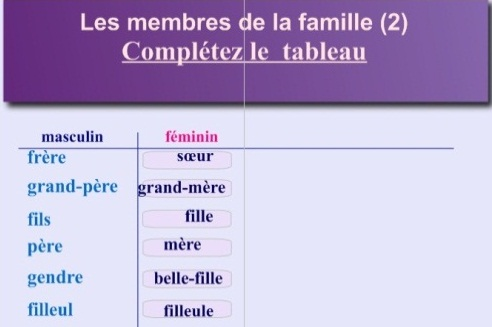 Les membres de la famille (2)
Complétez le tableau
masculin féminin
frère sœur
grand-père grand-mère
fils fille
père mère
gendre belle-fille
filleul filleule